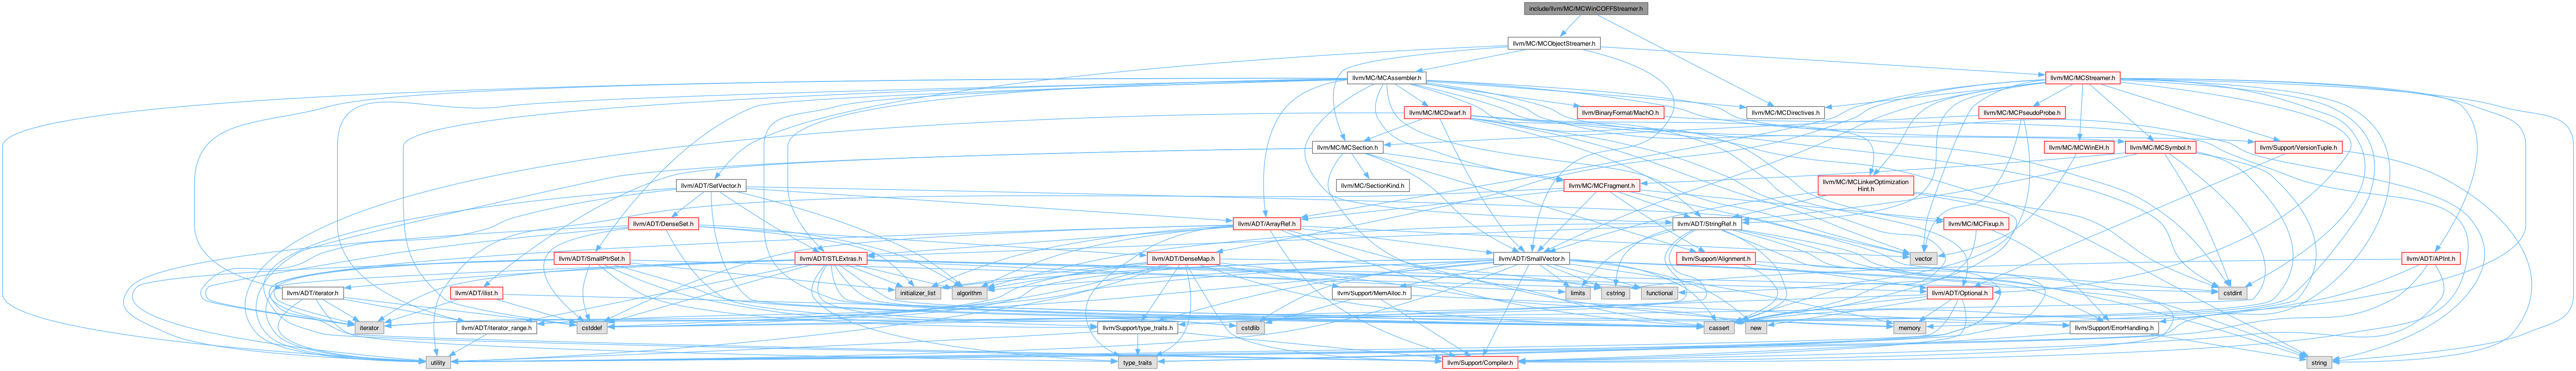 include/llvm/MC/MCWinCOFFStreamer.h
llvm/MC/MCObjectStreamer.h
llvm/MC/MCAssembler.h
llvm/MC/MCStreamer.h
llvm/MC/MCDwarf.h
llvm/BinaryFormat/MachO.h
llvm/MC/MCDirectives.h
llvm/MC/MCPseudoProbe.h
llvm/MC/MCSection.h
llvm/MC/MCWinEH.h
llvm/MC/MCSymbol.h
llvm/Support/VersionTuple.h
llvm/ADT/SetVector.h
llvm/MC/SectionKind.h
llvm/MC/MCFragment.h
llvm/MC/MCLinkerOptimization
Hint.h
llvm/ADT/DenseSet.h
llvm/ADT/ArrayRef.h
llvm/ADT/StringRef.h
llvm/MC/MCFixup.h
llvm/ADT/SmallPtrSet.h
llvm/ADT/STLExtras.h
llvm/ADT/DenseMap.h
llvm/ADT/SmallVector.h
llvm/Support/Alignment.h
vector
llvm/ADT/APInt.h
llvm/ADT/iterator.h
llvm/ADT/ilist.h
initializer_list
algorithm
llvm/Support/MemAlloc.h
limits
cstring
functional
llvm/ADT/Optional.h
cstdint
iterator
llvm/ADT/iterator_range.h
cstddef
llvm/Support/type_traits.h
cstdlib
cassert
new
memory
llvm/Support/ErrorHandling.h
utility
type_traits
llvm/Support/Compiler.h
string